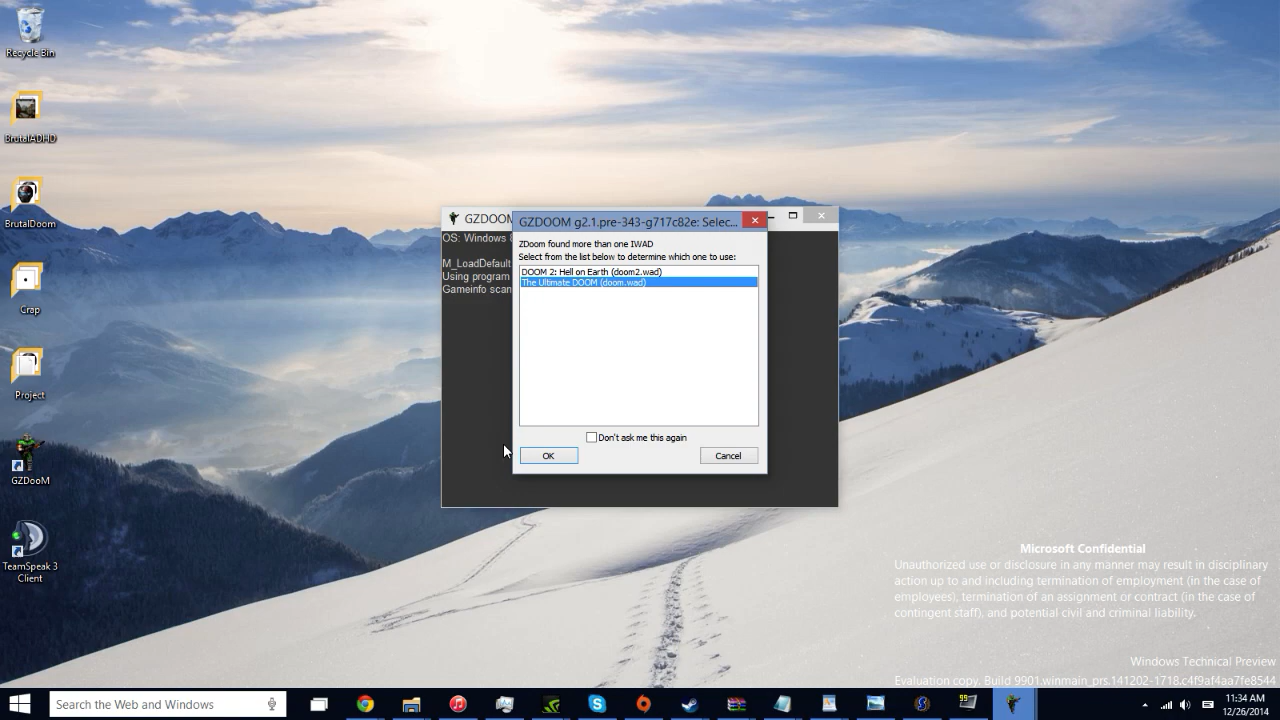 Recycle Bin
BrutalADHD
BrutalDoom
Crap
Project
GZDooM
TeamSpeak 3
Client
GZDOOM
OS: Windows 8
M_LoadDefault
Using program
Gameinfo scan
GZDOOM g2.1.pre-343-g717c82e: Selec...
ZDoom found more than one IWAD
Select from the list below to determine which one to use:
DOOM 2: Hell on Earth (doom2.wad)
The Ultimate DOOM (doom.wad)
Don't ask me this again
OK
Cancel
Microsoft Confidential
Unauthorized use or disclosure in any manner may result in disciplinary
action up to and including termination of employment (in the case of
employees), termination of an assignment or contract (in the case of
contingent staff), and potential civil and criminal liability.
Windows Technical Preview
Evaluation copy. Build 9901.winmain_prs.141202-1718.c4f9af4aa7fe8544
Search the Web and Windows
99
11:34 AM
12/26/2014